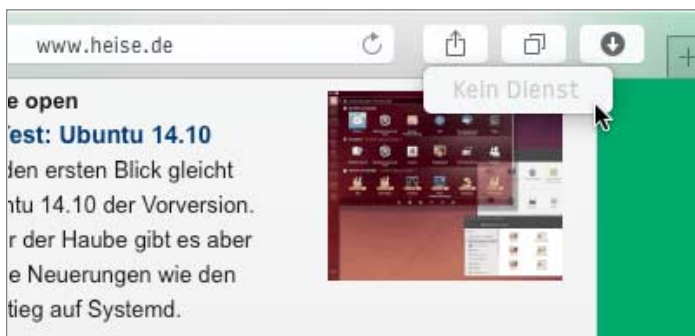 www.heise.de
Kein Dienst
e open
est: Ubuntu 14.10
den ersten Blick gleicht
ntu 14.10 der Vorversion.
r der Haube gibt es aber
e Neuerungen wie den
tieg auf Systemd.